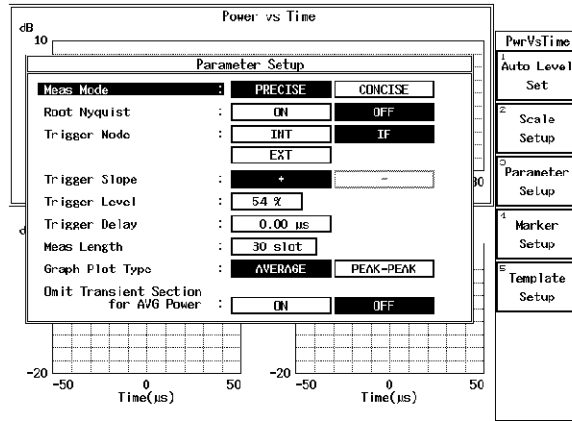 Power vs Time
dB
10
Parameter Setup
Meas Mode : PRECISE CONCISE
Root Nyquist : ON OFF
Trigger Mode : INT IF
EXT
Trigger Slope : + -
Trigger Level : 54 %
Trigger Delay : 0.00 μs
Meas Length : 30 slot
Graph Plot Type : AVERAGE PEAK-PEAK
Omit Transient Section
for AVG Power : ON OFF
30
d
-20
-50 0 50
Time(μs)
-20
-50 0 50
Time(μs)
PwrVsTime
1
Auto Level
Set
2
Scale
Setup
3
Parameter
Setup
4
Marker
Setup
5
Template
Setup